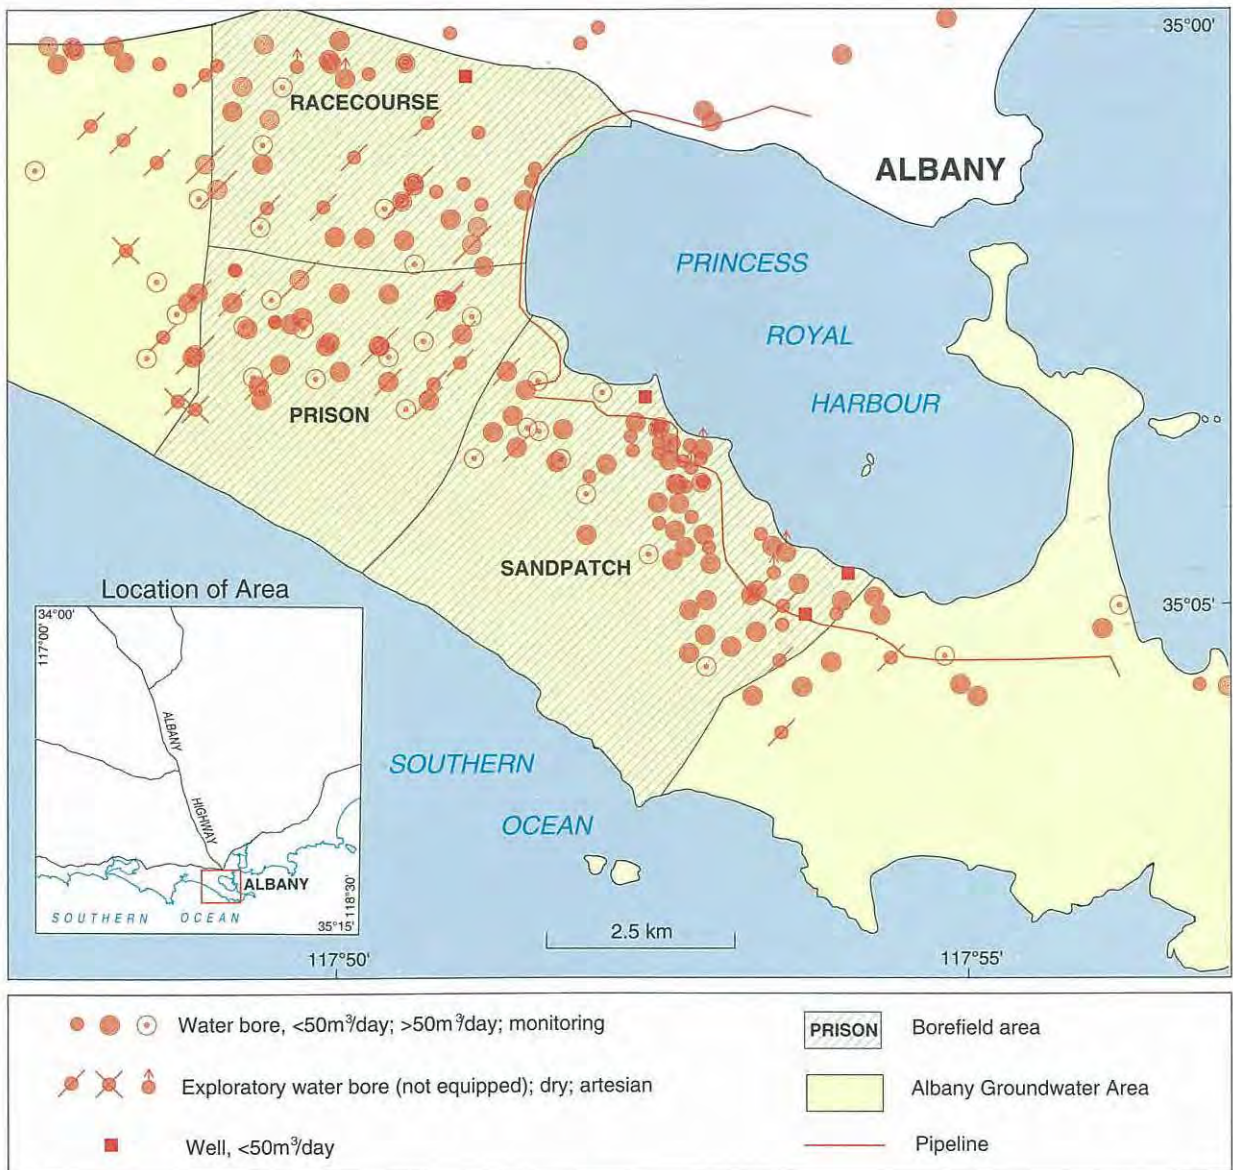 35°00'
RACECOURSE
ALBANY
PRINCESS
ROYAL
HARBOUR
PRISON
SANDPATCH
35°05'
Location of Area
34°00'
117°00'
ALBANY
HIGHWAY
ALBANY
SOUTHERN OCEAN
118°30'
35°15'
SOUTHERN
OCEAN
2.5 km
117°50'
117°55'
Water bore, <50m³/day; >50m³/day; monitoring
PRISON Borefield area
Exploratory water bore (not equipped); dry; artesian
Albany Groundwater Area
Well, <50m³/day
Pipeline